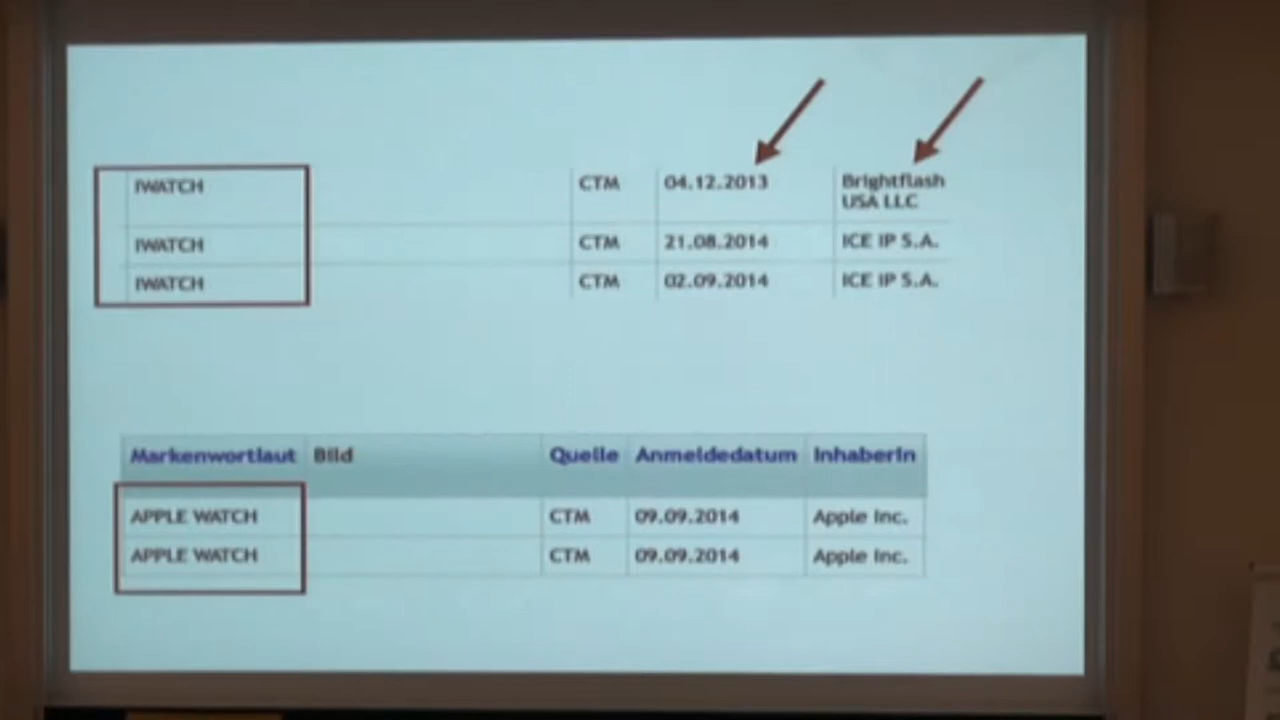 IWATCH CTM 04.12.2013 Brightflash
USA LLC
IWATCH CTM 21.08.2014 ICE IP S.A.
IWATCH CTM 02.09.2014 ICE IP S.A.
Markenwortlaut Bild Quelle Anmeldedatum InhaberIn
APPLE WATCH CTM 09.09.2014 Apple Inc.
APPLE WATCH CTM 09.09.2014 Apple Inc.